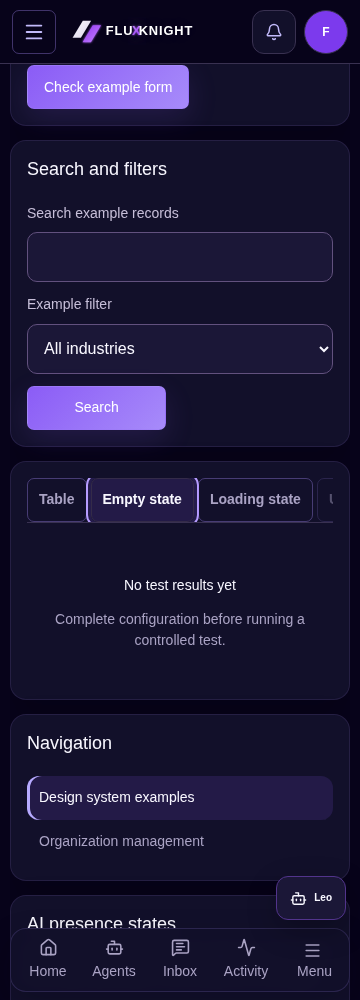 FLUXKNIGHT
F
Check example form
Search and filters
Search example records
Example filter
All industries
Search
Table Empty state Loading state
No test results yet
Complete configuration before running a
controlled test.
Navigation
Design system examples
Organization management
Leo
AI presence states
Home Agents Inbox Activity Menu